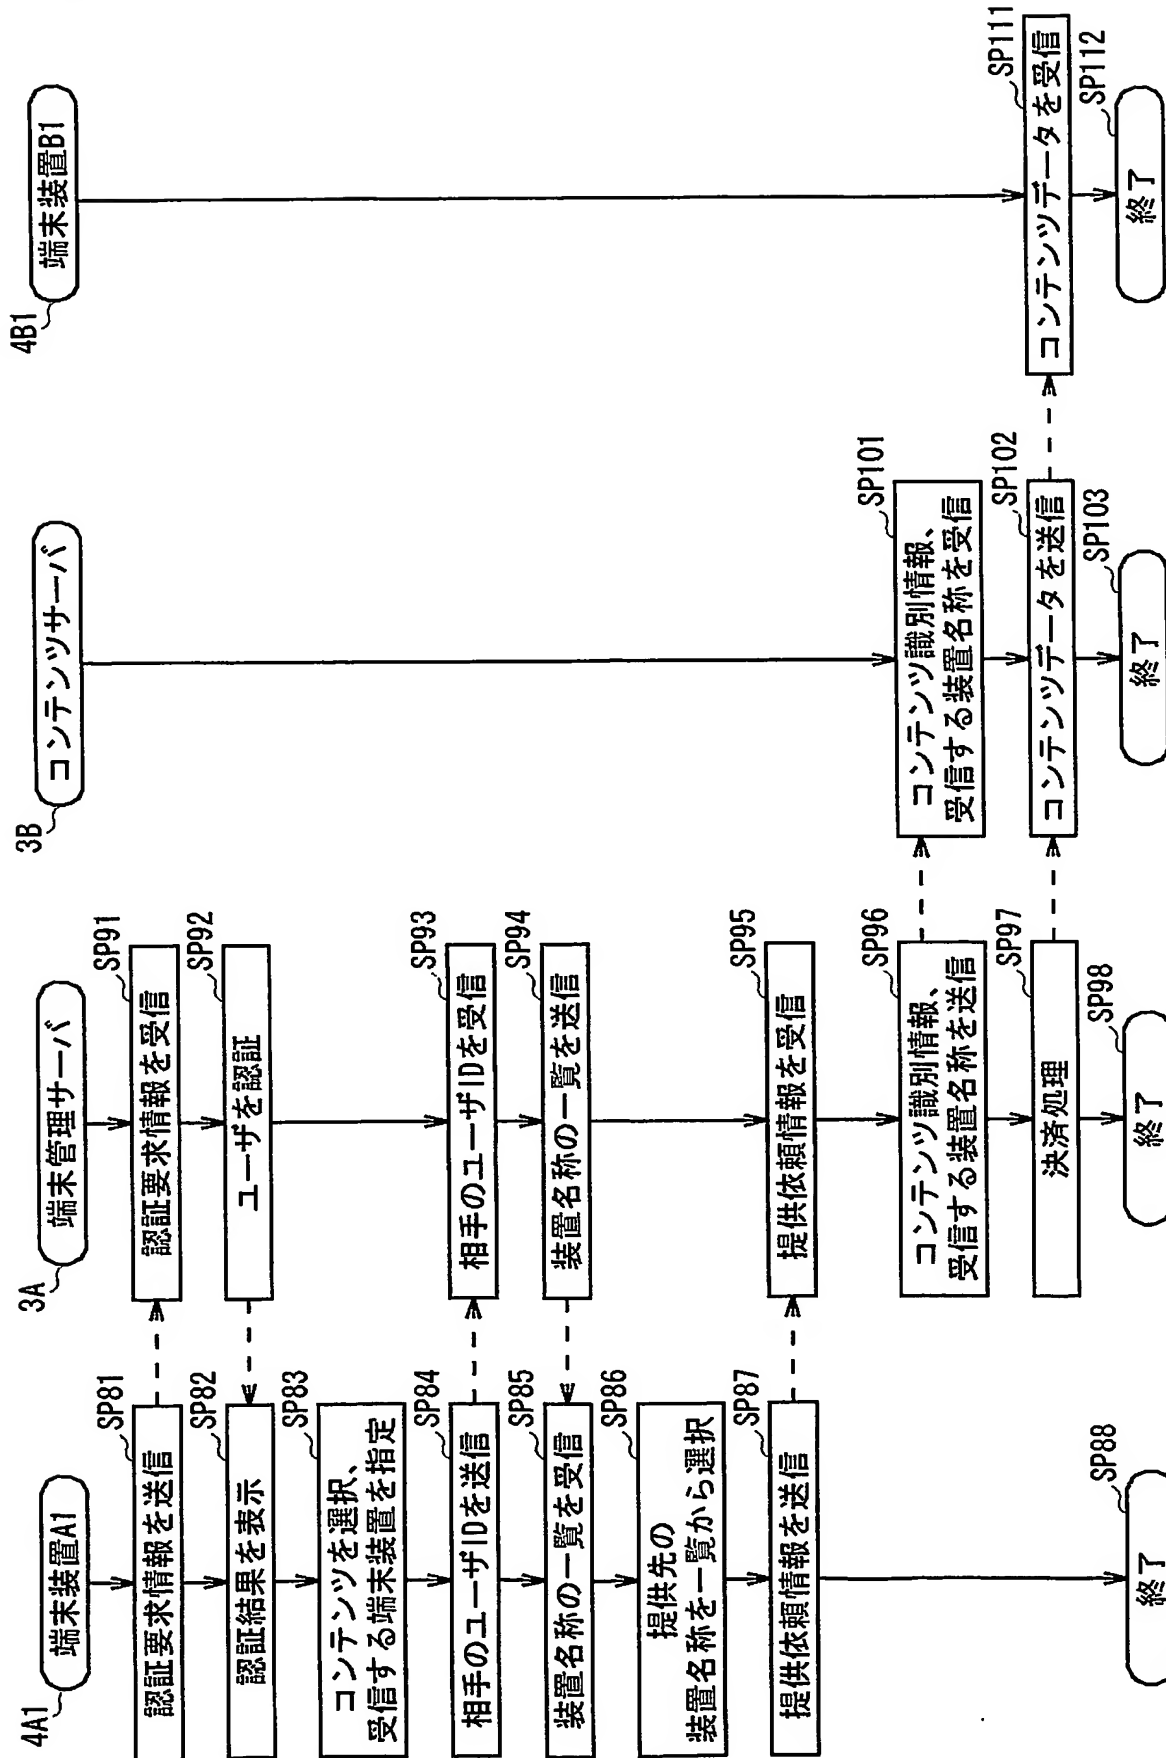 4A1
端末装置A1
SP81
認証要求情報を送信
SP82
認証結果を表示
SP83
コンテンツを選択、
受信する端末装置を指定
SP84
相手のユーザIDを送信
SP85
装置名称の一覧を受信
SP86
提供先の
装置名称を一覧から選択
SP87
提供依頼情報を送信
SP88
終了
3A
端末管理サーバ
SP91
認証要求情報を受信
SP92
ユーザを認証
SP93
相手のユーザIDを受信
SP94
装置名称の一覧を送信
SP95
提供依頼情報を受信
SP96
コンテンツ識別情報、
受信する装置名称を送信
SP97
決済処理
SP98
終了
3B
コンテンツサーバ
SP101
コンテンツ識別情報、
受信する装置名称を受信
SP102
コンテンツデータを送信
SP103
終了
4B1
端末装置B1
SP111
コンテンツデータを受信
SP112
終了